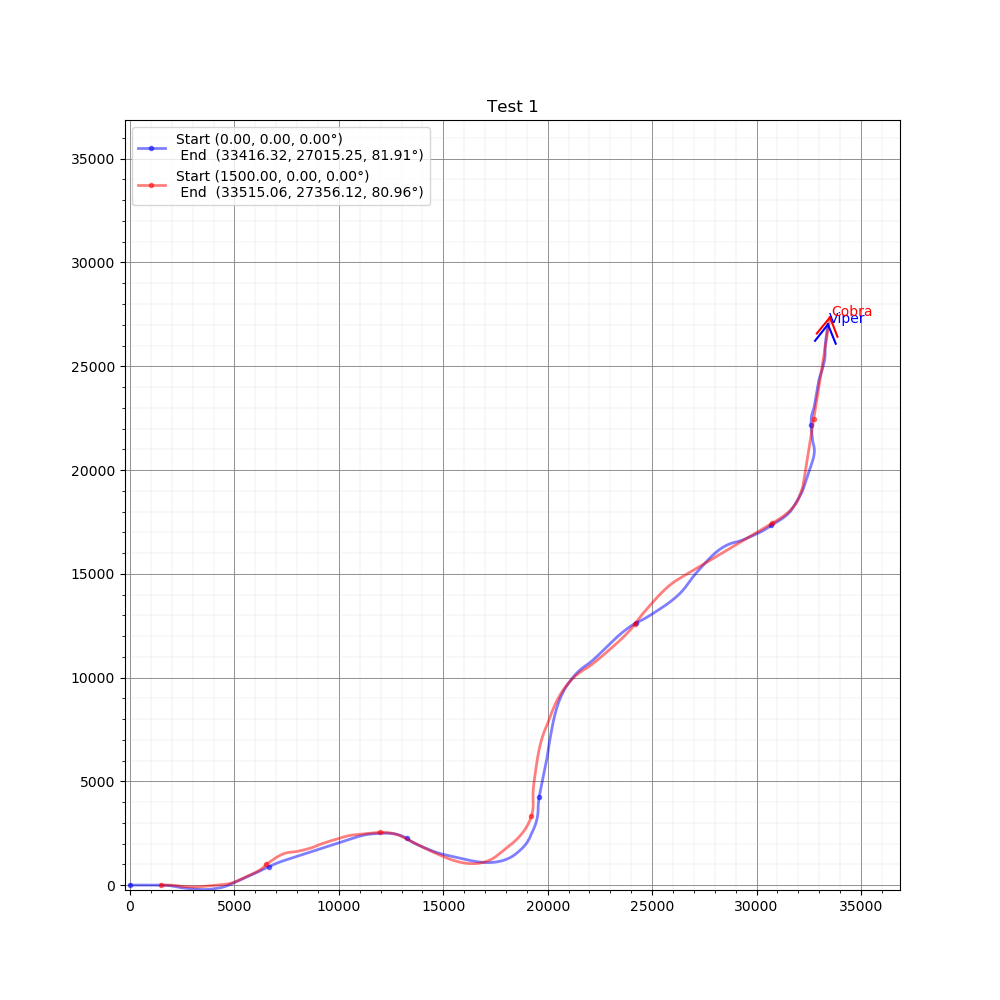 Test 1
Start (0.00, 0.00, 0.00°)
End (33416.32, 27015.25, 81.91°)
Start (1500.00, 0.00, 0.00°)
End (33515.06, 27356.12, 80.96°)
35000
30000
Cobra
Viper
25000
20000
15000
10000
5000
0
0 5000 10000 15000 20000 25000 30000 35000